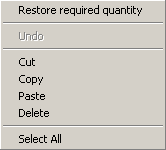 Restore required quantity
Undo
Cut
Copy
Paste
Delete
Select All